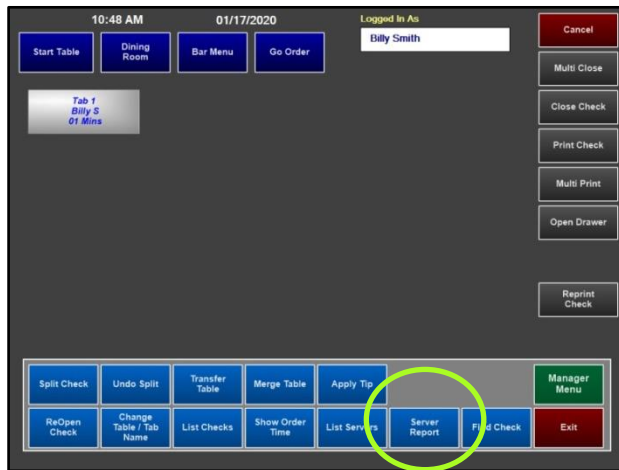 10:48 AM 01/17/2020 Logged In As
Billy Smith
Cancel
Start Table
Dining
Room
Bar Menu
Go Order
Multi Close
Tab 1
Billy S
01 Mins
Close Check
Print Check
Multi Print
Open Drawer
Reprint
Check
Split Check
Undo Split
Transfer
Table
Merge Table
Apply Tip
Manager
Menu
ReOpen
Check
Change
Table / Tab
Name
List Checks
Show Order
Time
List Servers
Server
Report
Find Check
Exit